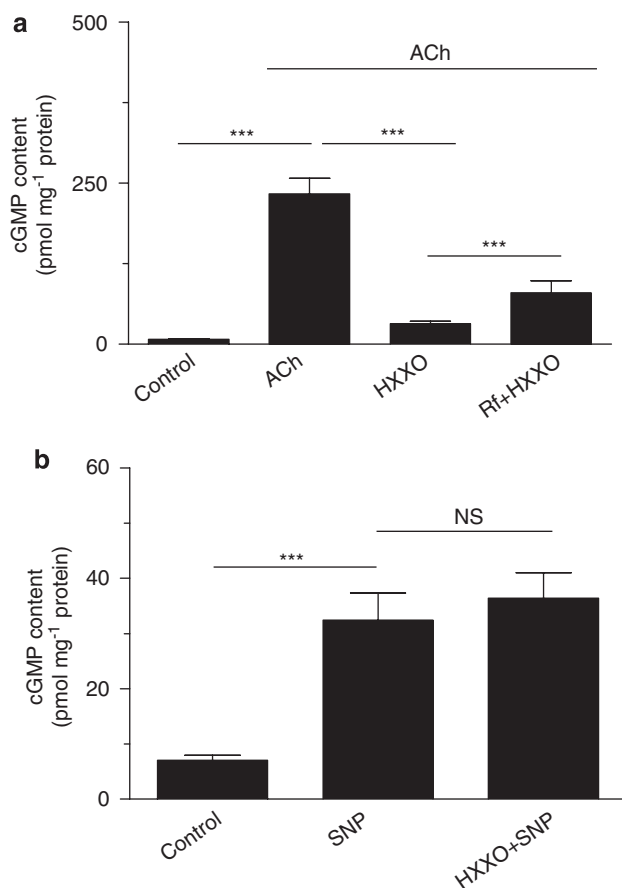 a
500
250
0
cGMP content
(pmol mg⁻¹ protein)
ACh
***
***
***
Control
ACh
HXXO
Rf+HXXO
b
60
40
20
0
cGMP content
(pmol mg⁻¹ protein)
NS
***
Control
SNP
HXXO+SNP